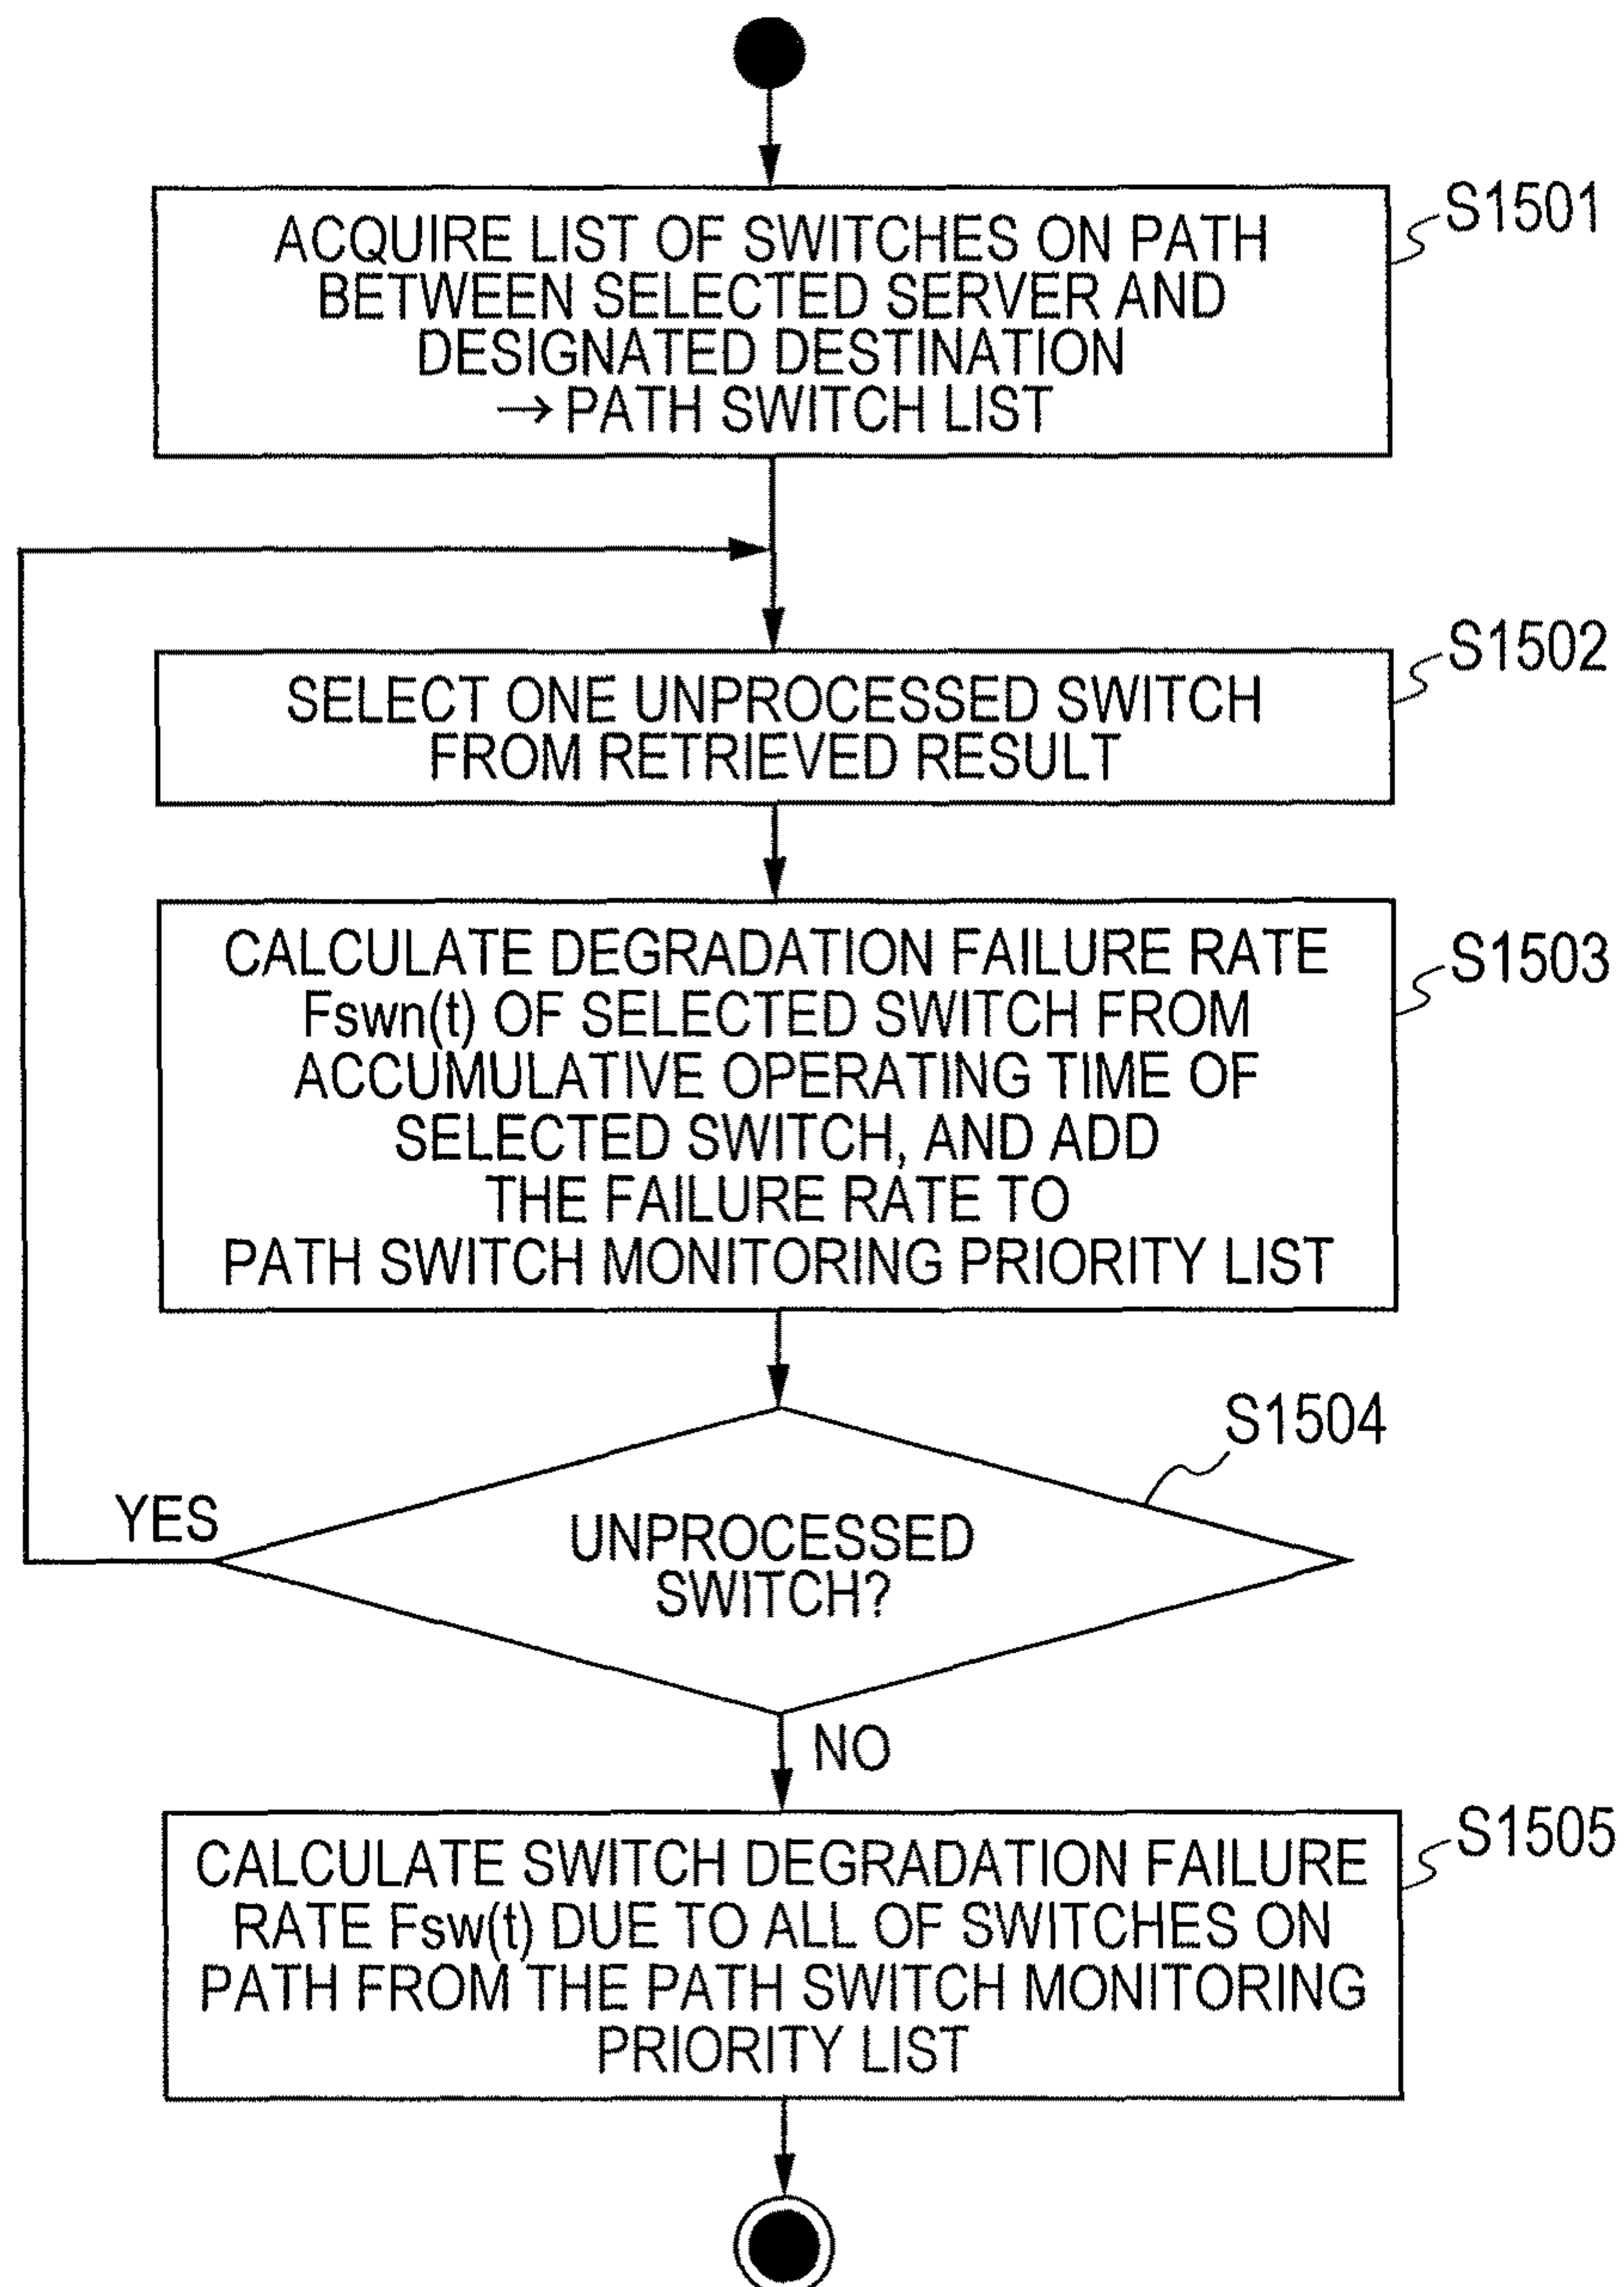 S1501
ACQUIRE LIST OF SWITCHES ON PATH
BETWEEN SELECTED SERVER AND
DESIGNATED DESTINATION
→ PATH SWITCH LIST
S1502
SELECT ONE UNPROCESSED SWITCH
FROM RETRIEVED RESULT
S1503
CALCULATE DEGRADATION FAILURE RATE
Fswn(t) OF SELECTED SWITCH FROM
ACCUMULATIVE OPERATING TIME OF
SELECTED SWITCH, AND ADD
THE FAILURE RATE TO
PATH SWITCH MONITORING PRIORITY LIST
S1504
YES
UNPROCESSED
SWITCH?
NO
S1505
CALCULATE SWITCH DEGRADATION FAILURE
RATE Fsw(t) DUE TO ALL OF SWITCHES ON
PATH FROM THE PATH SWITCH MONITORING
PRIORITY LIST